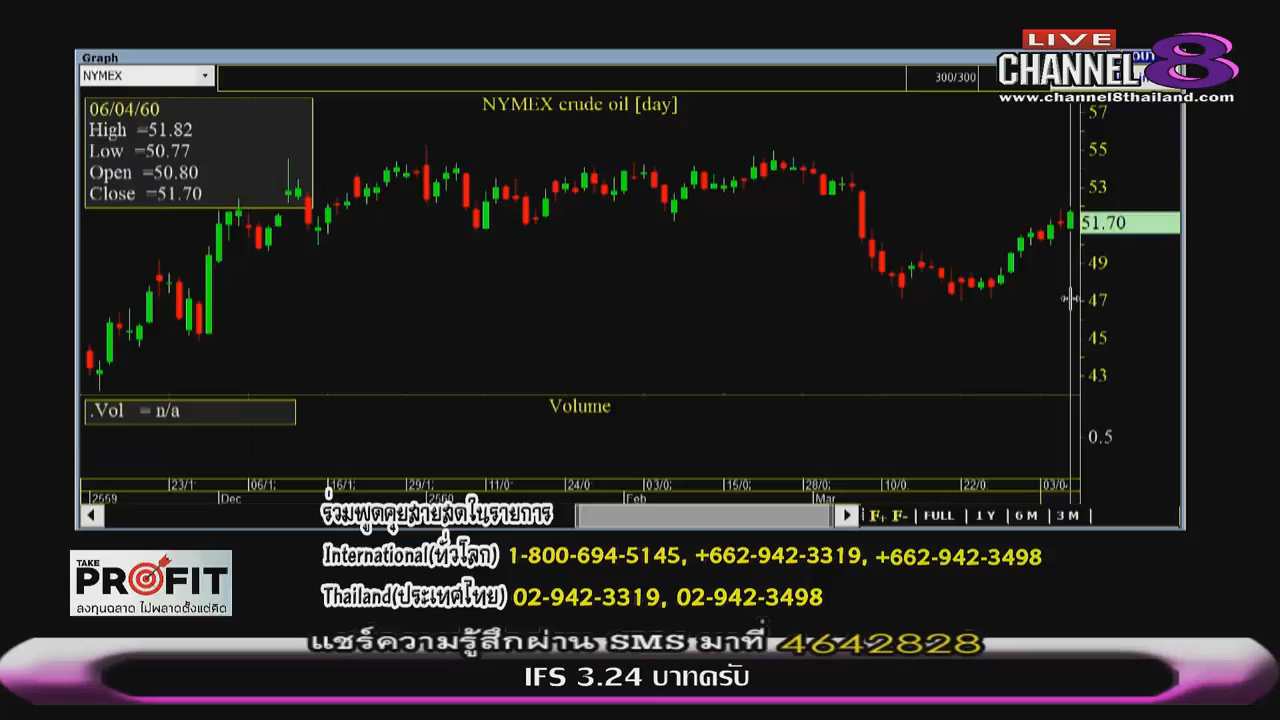 Graph
LIVE
CHANNEL 8
www.channel8thailand.com
NYMEX
300/300
NYMEX crude oil [day]
06/04/60
High =51.82
Low =50.77
Open =50.80
Close =51.70
57
55
53
51.70
49
47
45
43
.Vol = n/a
Volume
0.5
23/1 06/1; 16/1; 29/1; 11/0 24/0 03/0; 15/0; 28/0; 10/0 22/0 03/0
2559 Dec 2560 Feb Mar
F+ F- FULL 1 Y 6 M 3 M
ร่วมพูดคุยสายสดในรายการ
International(ทั่วโลก) 1-800-694-5145, +662-942-3319, +662-942-3498
Thailand(ประเทศไทย) 02-942-3319, 02-942-3498
TAKE
PROFIT
ลงทุนฉลาด ไม่พลาดตั้งแต่คิด
แชร์ความรู้สึกผ่าน SMS มาที่ 4642828
IFS 3.24 บาทครับ